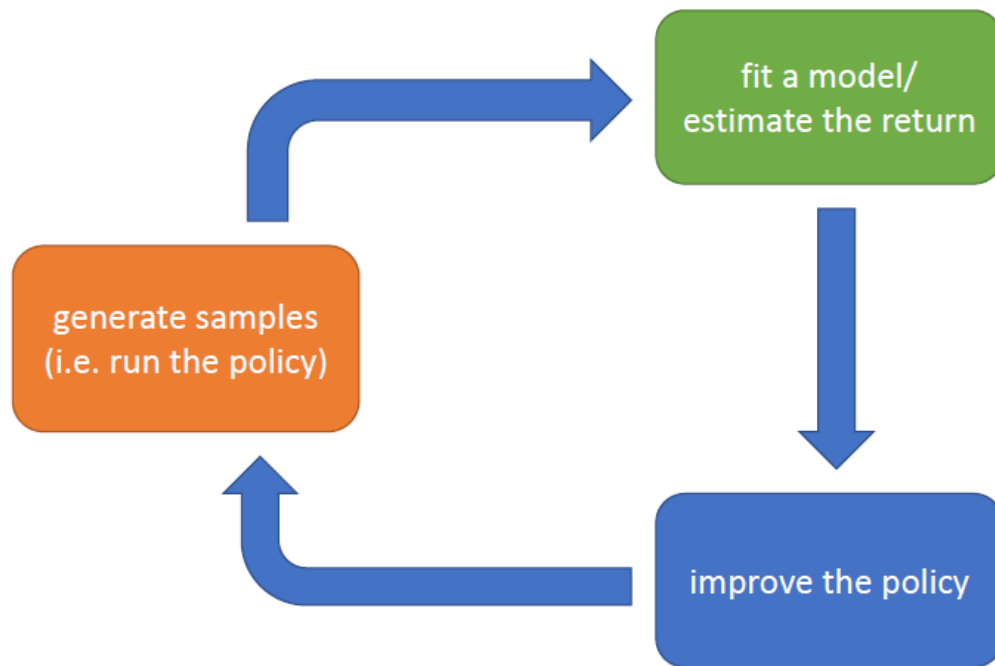 fit a model/
estimate the return
generate samples
(i.e. run the policy)
improve the policy